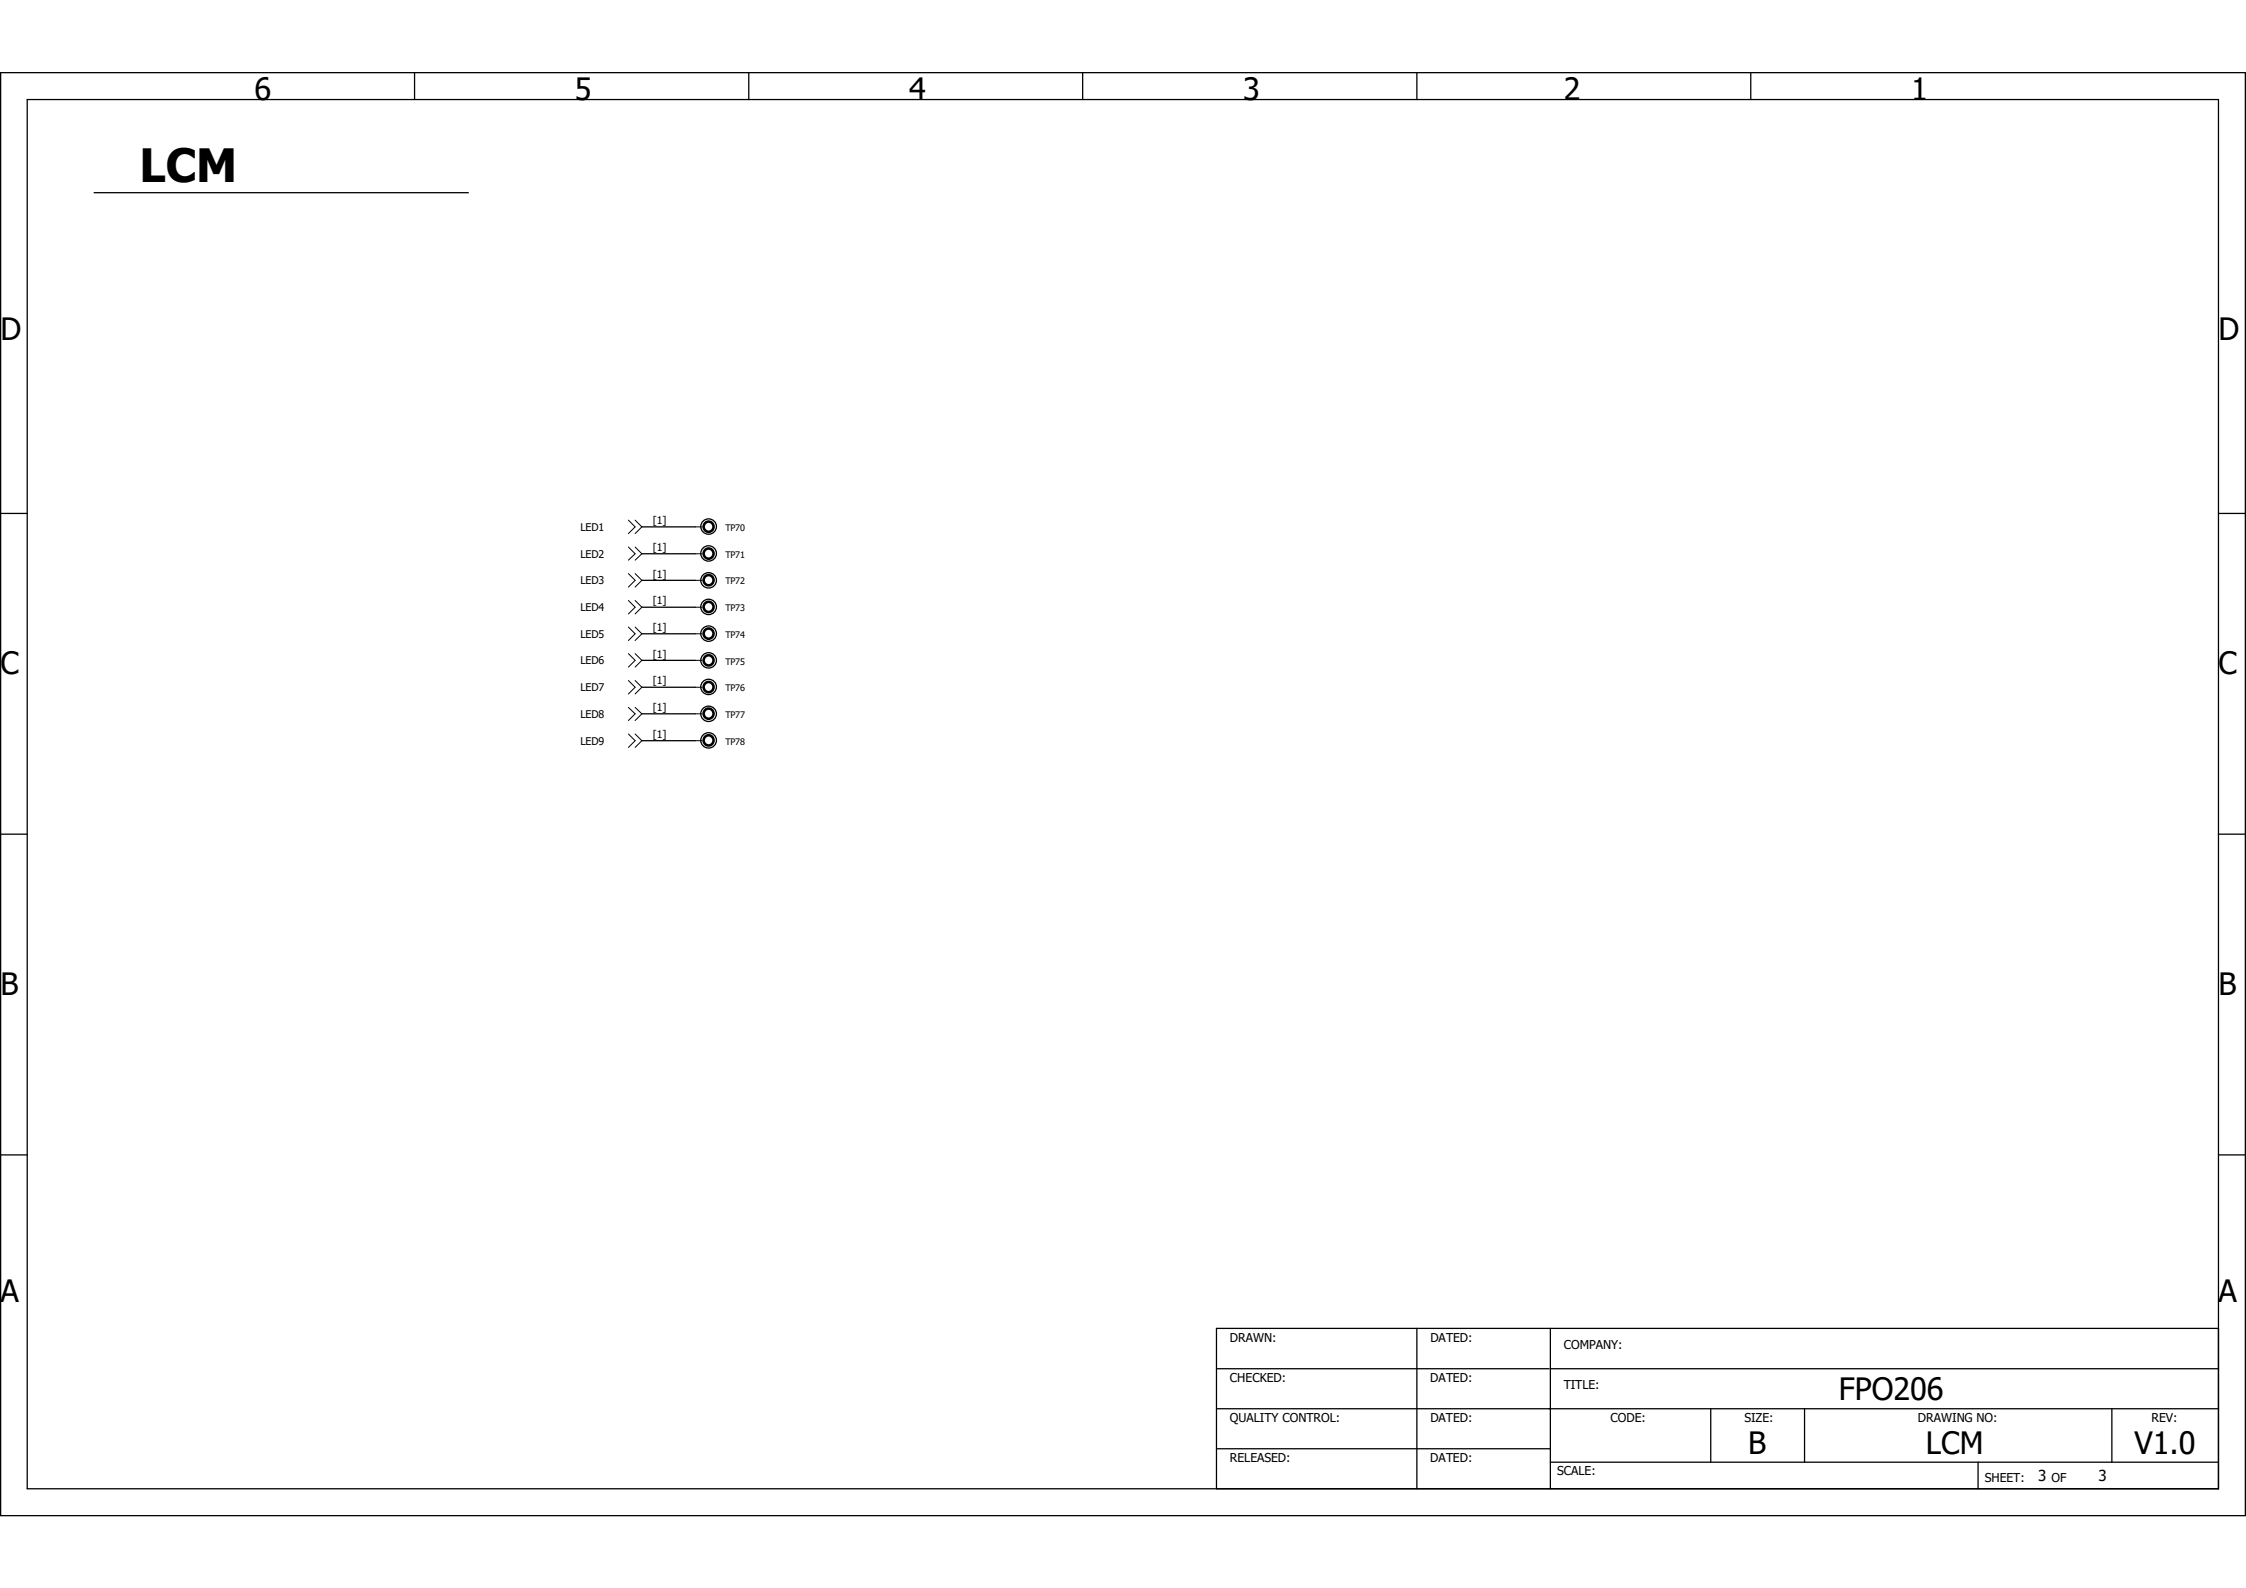 6 5 4 3 2 1
LCM
D D
LED1 [1] TP70
LED2 [1] TP71
LED3 [1] TP72
LED4 [1] TP73
LED5 [1] TP74
LED6 [1] TP75
LED7 [1] TP76
LED8 [1] TP77
LED9 [1] TP78
C C
B B
A A
DRAWN: DATED: COMPANY:
CHECKED: DATED: TITLE: FPO206
QUALITY CONTROL: DATED: CODE: SIZE: DRAWING NO: REV:
B LCM V1.0
RELEASED: DATED: SCALE: SHEET: 3 OF 3